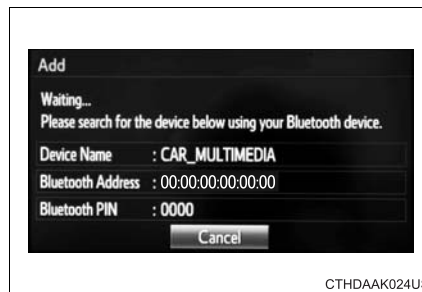 Add
Waiting...
Please search for the device below using your Bluetooth device.
Device Name : CAR_MULTIMEDIA
Bluetooth Address : 00:00:00:00:00:00
Bluetooth PIN : 0000
Cancel
CTHDAAK024U